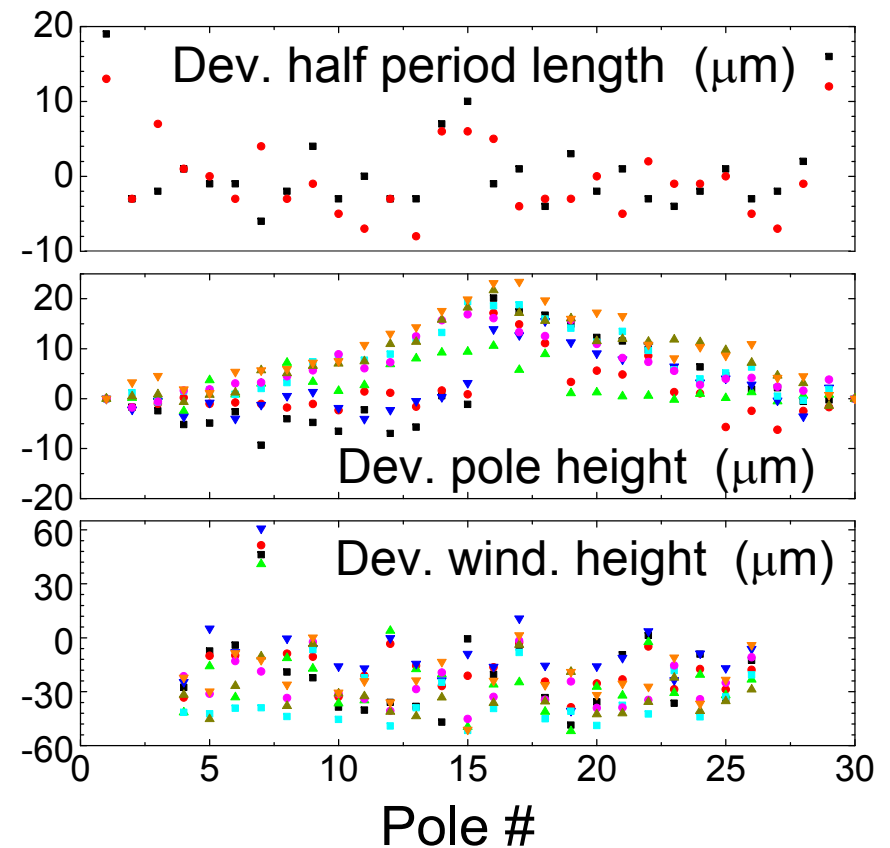 20
Dev. half period length (μm)
10
0
-10
20
10
0
-10
Dev. pole height (μm)
-20
60
Dev. wind. height (μm)
30
0
-30
-60
0 5 10 15 20 25 30
Pole #